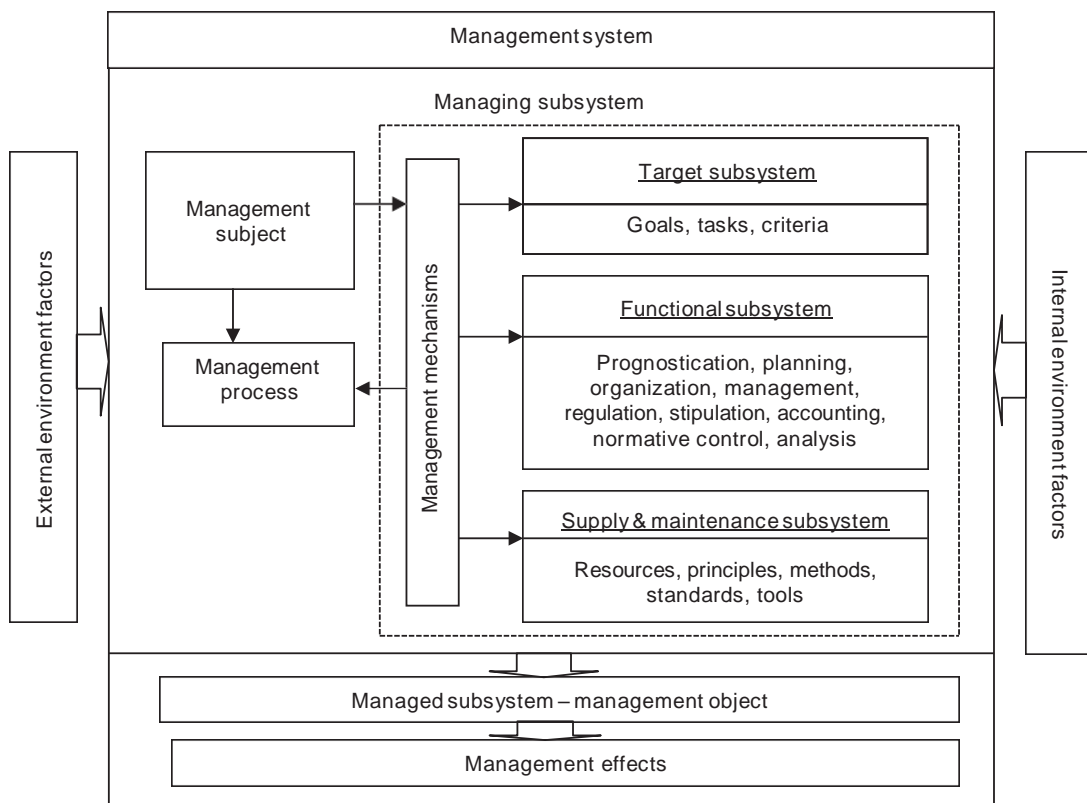 Management system
Managing subsystem
External environment factors
Management
subject
Management
process
Management mechanisms
Target subsystem
Goals, tasks, criteria
Functional subsystem
Prognostication, planning,
organization, management,
regulation, stipulation, accounting,
normative control, analysis
Supply & maintenance subsystem
Resources, principles, methods,
standards, tools
Internal environment factors
Managed subsystem – management object
Management effects